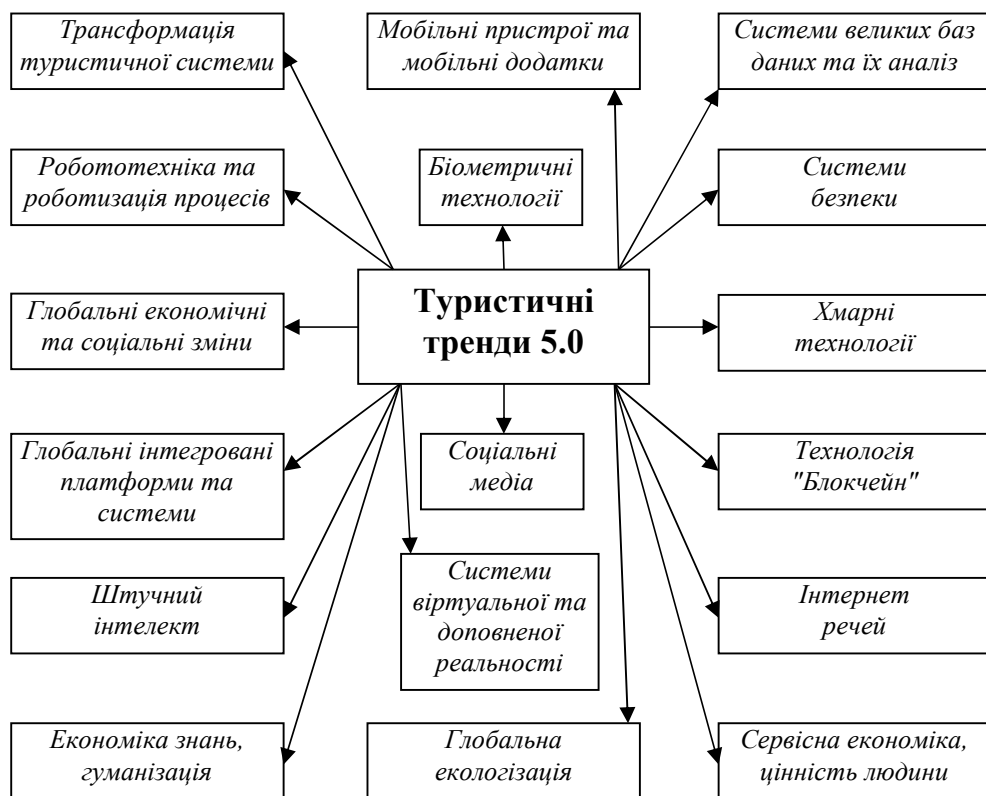 Трансформація
туристичної системи
Мобільні пристрої та
мобільні додатки
Системи великих баз
даних та їх аналіз
Робототехніка та
роботизація процесів
Біометричні
технології
Системи
безпеки
Туристичні
тренди 5.0
Глобальні економічні
та соціальні зміни
Хмарні
технології
Глобальні інтегровані
платформи та
системи
Соціальні
медіа
Технологія
"Блокчейн"
Штучний
інтелект
Системи
віртуальної та
доповненої
реальності
Інтернет
речей
Економіка знань,
гуманізація
Глобальна
екологізація
Сервісна економіка,
цінність людини